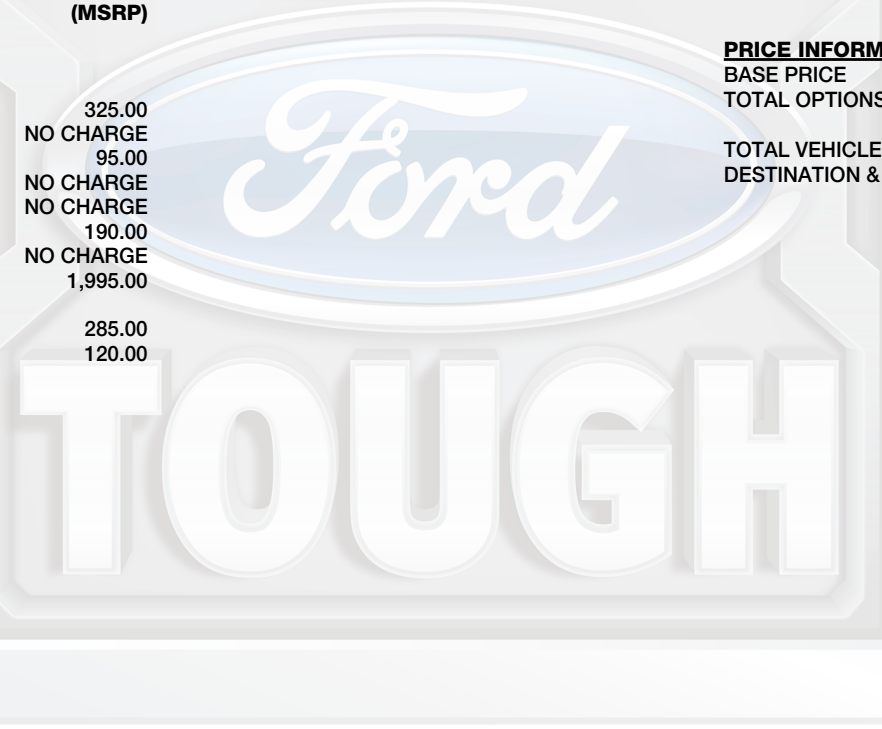 (MSRP)
325.00
NO CHARGE
95.00
NO CHARGE
NO CHARGE
190.00
NO CHARGE
1,995.00
285.00
120.00
PRICE INFORM
BASE PRICE
TOTAL OPTIONS
TOTAL VEHICLE
DESTINATION &
Ford
TOUGH